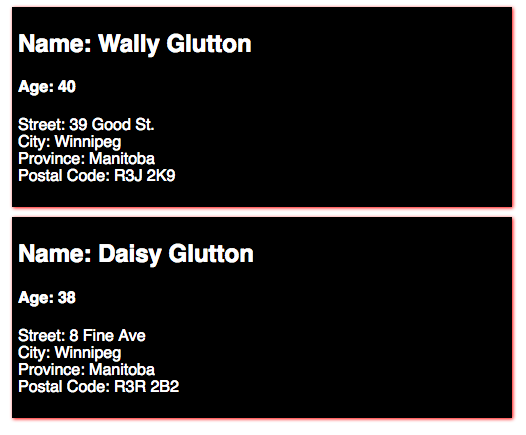 Name: Wally Glutton
Age: 40
Street: 39 Good St.
City: Winnipeg
Province: Manitoba
Postal Code: R3J 2K9
Name: Daisy Glutton
Age: 38
Street: 8 Fine Ave
City: Winnipeg
Province: Manitoba
Postal Code: R3R 2B2